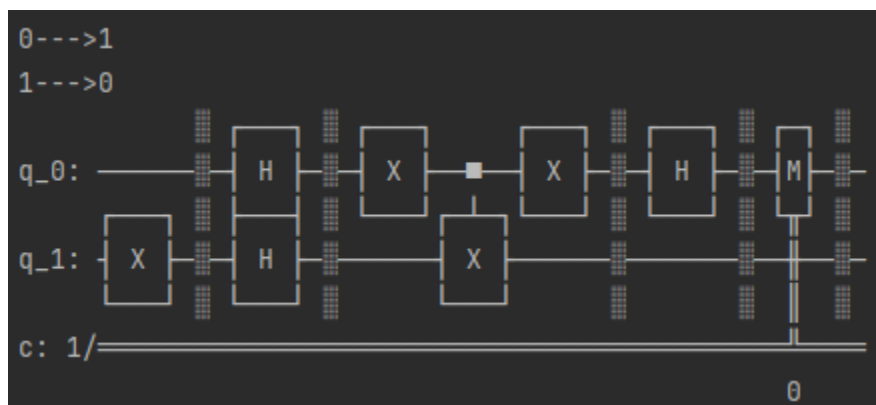 0--->1
1--->0
q_0: H X ■ X H M
q_1: X H X
c: 1/
0